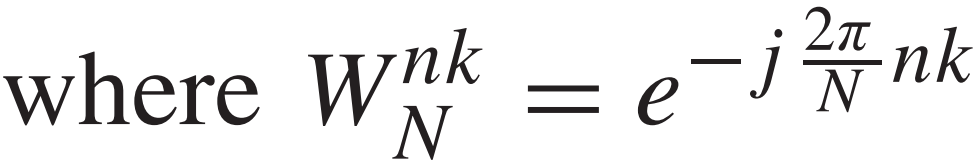 where $W_N^{nk} = e^{-j \frac{2\pi}{N} nk}$